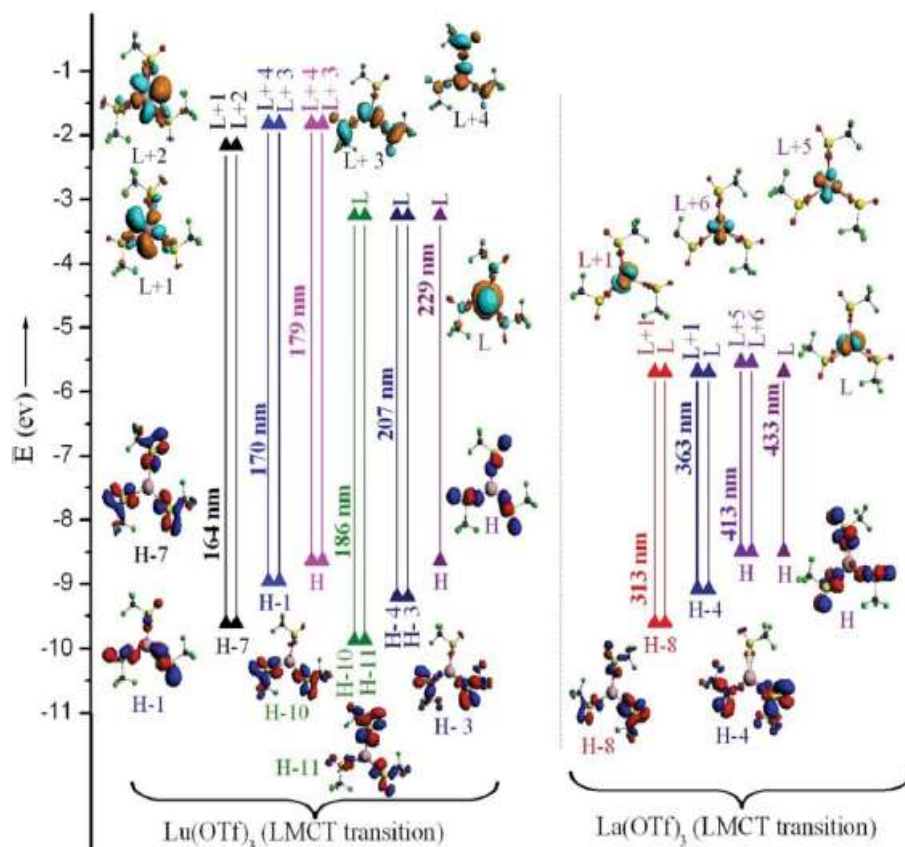 -1
-2
-3
-4
-5
-6
-7
-8
-9
-10
-11
E (ev)
L+2
L+1
H-7
H-1
L+1
L+2
164 nm
H-7
L+4
L+3
170 nm
H-1
L+4
L+3
179 nm
H
H-10
L+ 3
L+4
L
186 nm
H-10
H-11
H-11
L
207 nm
H-4
H-3
H- 3
L
229 nm
H
L
H
Lu(OTf)3 (LMCT transition)
L+1
L+6
L+5
L+1
L
313 nm
H-8
H-8
L+1
L
363 nm
H-4
H-4
L+5
L+6
413 nm
H
L
433 nm
H
L
H
La(OTf)3 (LMCT transition)